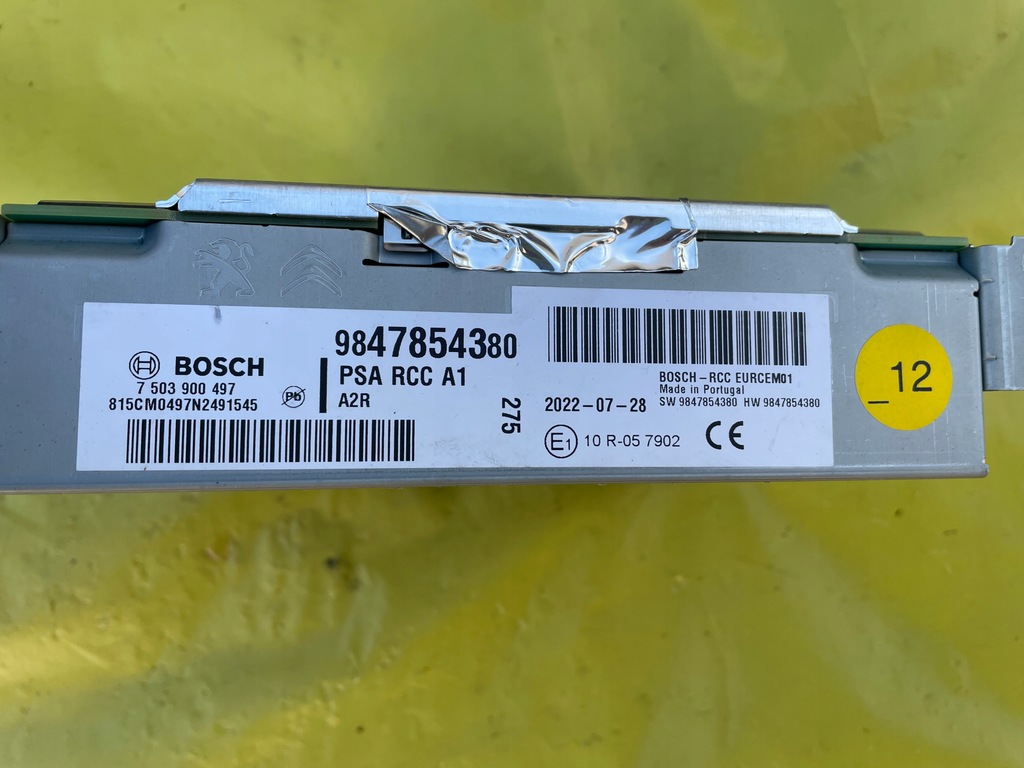 BOSCH
7 503 900 497
815CM0497N2491545
Pb
9847854380
PSA RCC A1
A2R
275
BOSCH-RCC EURCEM01
Made in Portugal
SW 9847854380 HW 9847854380
2022-07-28
E1 10 R-05 7902 CE
_12